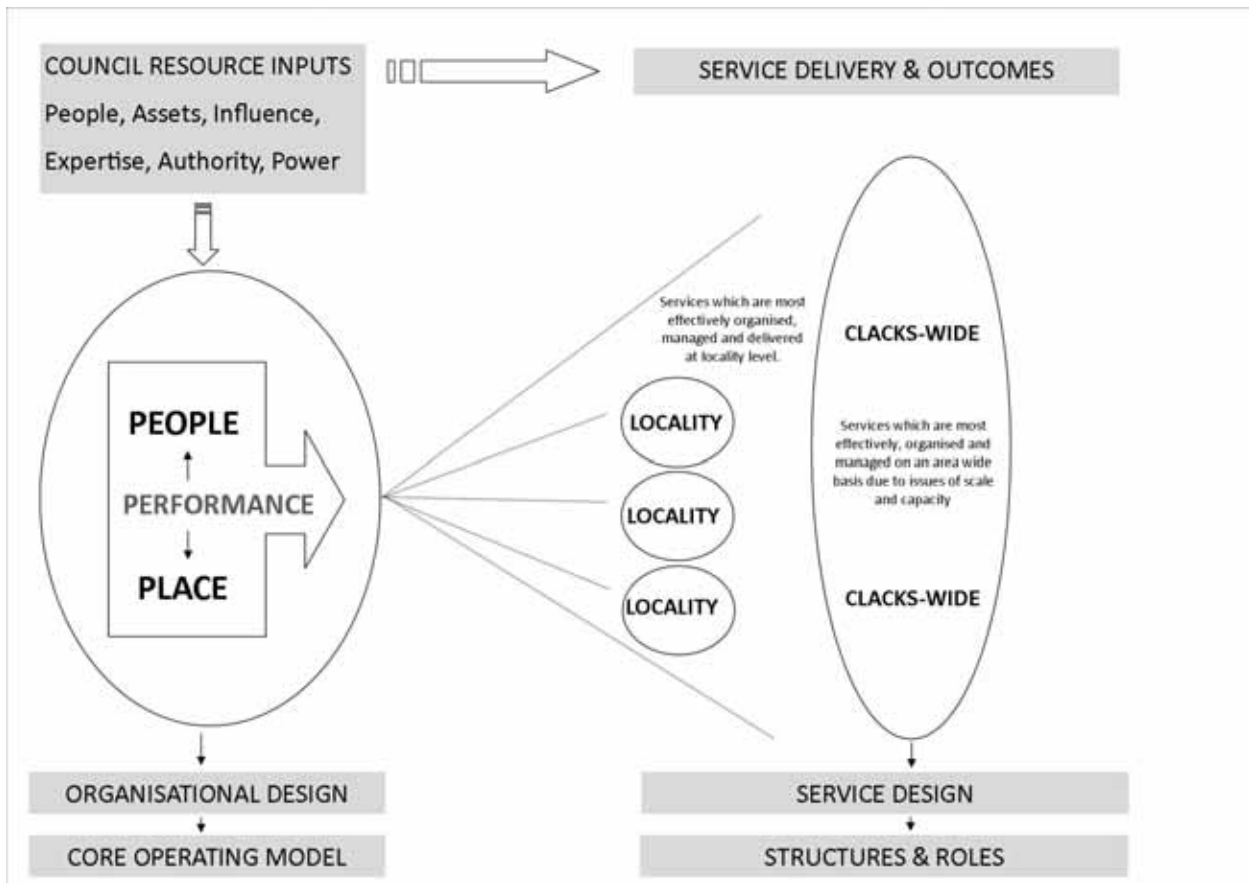 COUNCIL RESOURCE INPUTS
People, Assets, Influence,
Expertise, Authority, Power
SERVICE DELIVERY & OUTCOMES
PEOPLE
PERFORMANCE
PLACE
Services which are most
effectively organised,
managed and delivered
at locality level.
LOCALITY
LOCALITY
LOCALITY
CLACKS-WIDE
Services which are most
effectively, organised and
managed on an area wide
basis due to issues of scale
and capacity
CLACKS-WIDE
ORGANISATIONAL DESIGN
CORE OPERATING MODEL
SERVICE DESIGN
STRUCTURES & ROLES